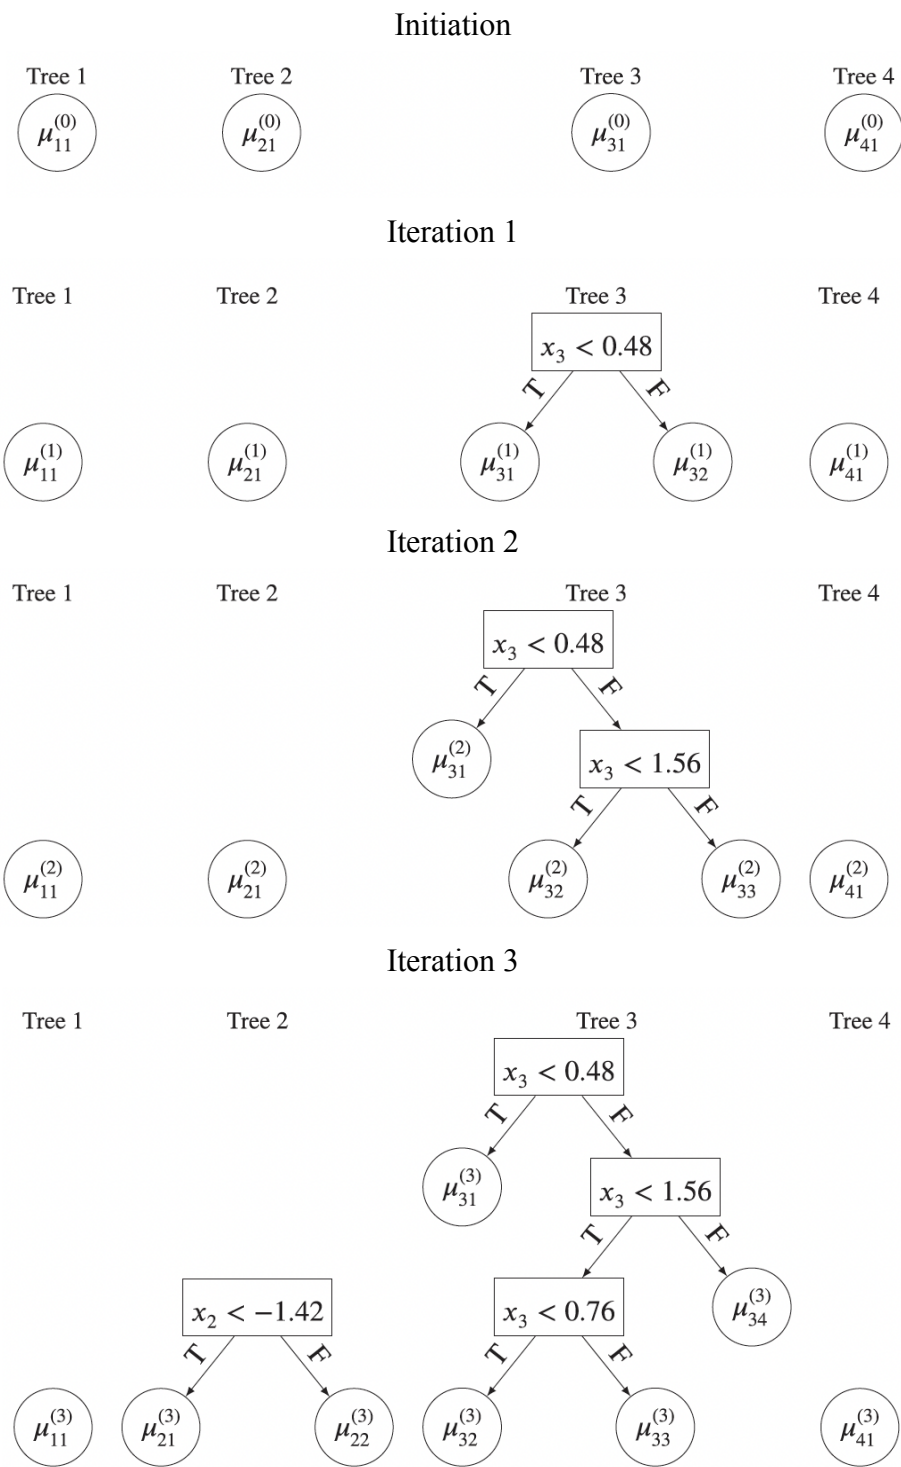 Initiation
Tree 1 Tree 2 Tree 3 Tree 4
μ₁₁⁽⁰⁾ μ₂₁⁽⁰⁾ μ₃₁⁽⁰⁾ μ₄₁⁽⁰⁾
Iteration 1
Tree 1 Tree 2 Tree 3 Tree 4
x₃ < 0.48
T F
μ₁₁⁽¹⁾ μ₂₁⁽¹⁾ μ₃₁⁽¹⁾ μ₃₂⁽¹⁾ μ₄₁⁽¹⁾
Iteration 2
Tree 1 Tree 2 Tree 3 Tree 4
x₃ < 0.48
T F
μ₃₁⁽²⁾ x₃ < 1.56
T F
μ₁₁⁽²⁾ μ₂₁⁽²⁾ μ₃₂⁽²⁾ μ₃₃⁽²⁾ μ₄₁⁽²⁾
Iteration 3
Tree 1 Tree 2 Tree 3 Tree 4
x₃ < 0.48
T F
μ₃₁⁽³⁾ x₃ < 1.56
T F
x₂ < −1.42 x₃ < 0.76 μ₃₄⁽³⁾
T F T F
μ₁₁⁽³⁾ μ₂₁⁽³⁾ μ₂₂⁽³⁾ μ₃₂⁽³⁾ μ₃₃⁽³⁾ μ₄₁⁽³⁾